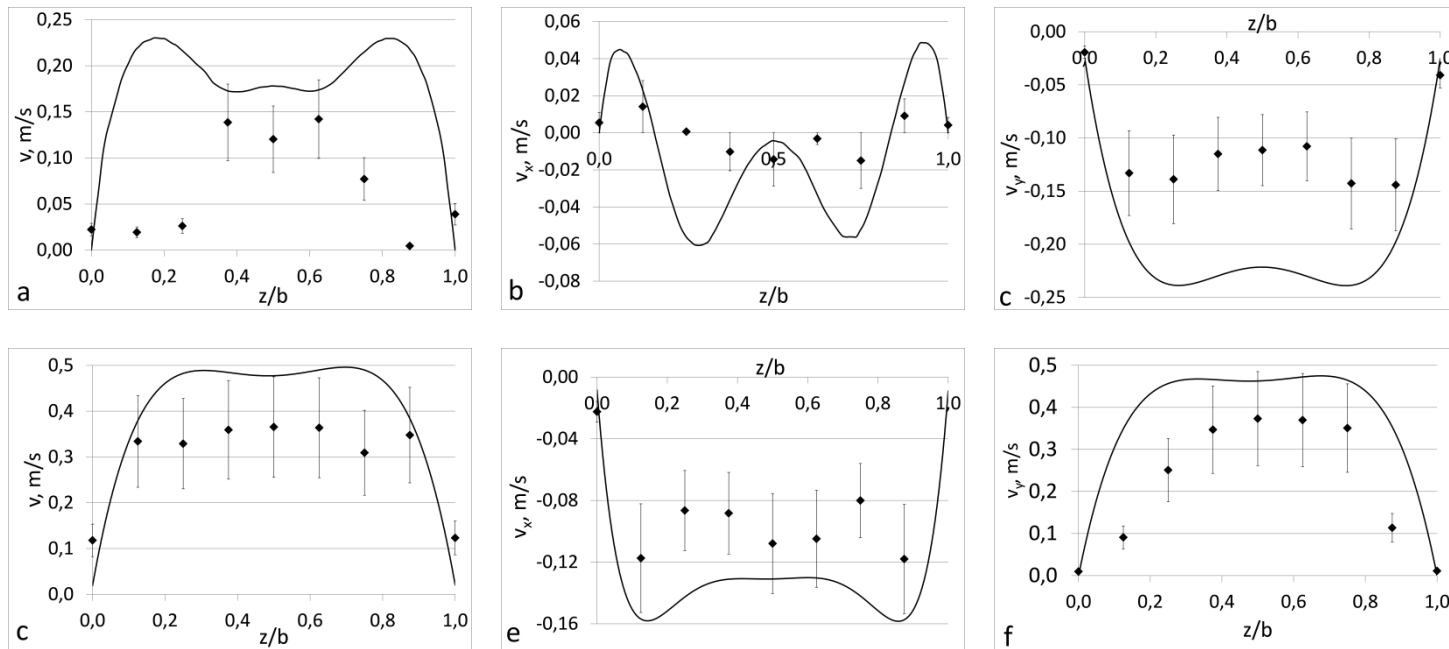 0,25
0,20
0,15
0,10
0,05
0,00
v, m/s
0,0 0,2 0,4 0,6 0,8 1,0
z/b
a
0,06
0,04
0,02
0,00
-0,02
-0,04
-0,06
-0,08
vₓ, m/s
0,0 0,5 1,0
z/b
b
z/b
0,0 0,2 0,4 0,6 0,8 1,0
0,00
-0,05
-0,10
-0,15
-0,20
-0,25
vᵧ, m/s
c
0,5
0,4
0,3
0,2
0,1
0,0
v, m/s
0,0 0,2 0,4 0,6 0,8 1,0
z/b
c
z/b
0,0 0,2 0,4 0,6 0,8 1,0
0,00
-0,04
-0,08
-0,12
-0,16
vₓ, m/s
e
0,5
0,4
0,3
0,2
0,1
0,0
vᵧ, m/s
0,0 0,2 0,4 0,6 0,8 1,0
z/b
f